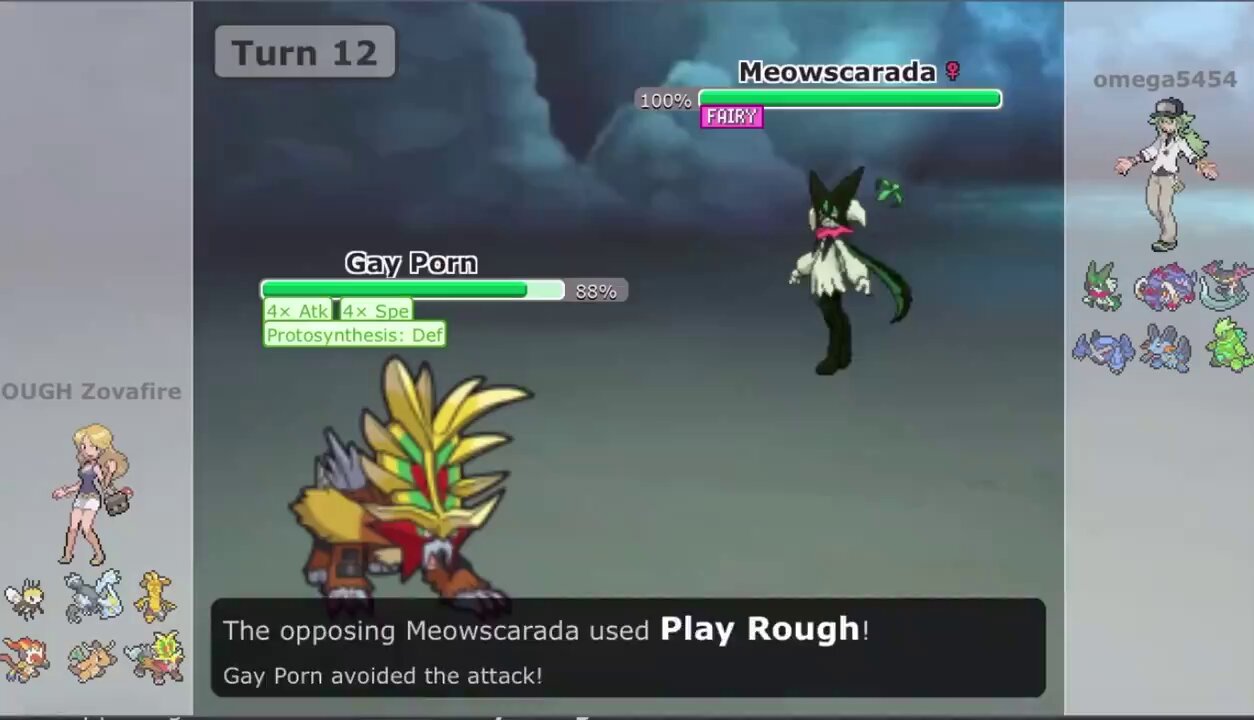 Turn 12
Meowscarada ♀
100%
FAIRY
omega5454
Gay Porn
88%
4× Atk 4× Spe
Protosynthesis: Def
OUGH Zovafire
The opposing Meowscarada used Play Rough!
Gay Porn avoided the attack!